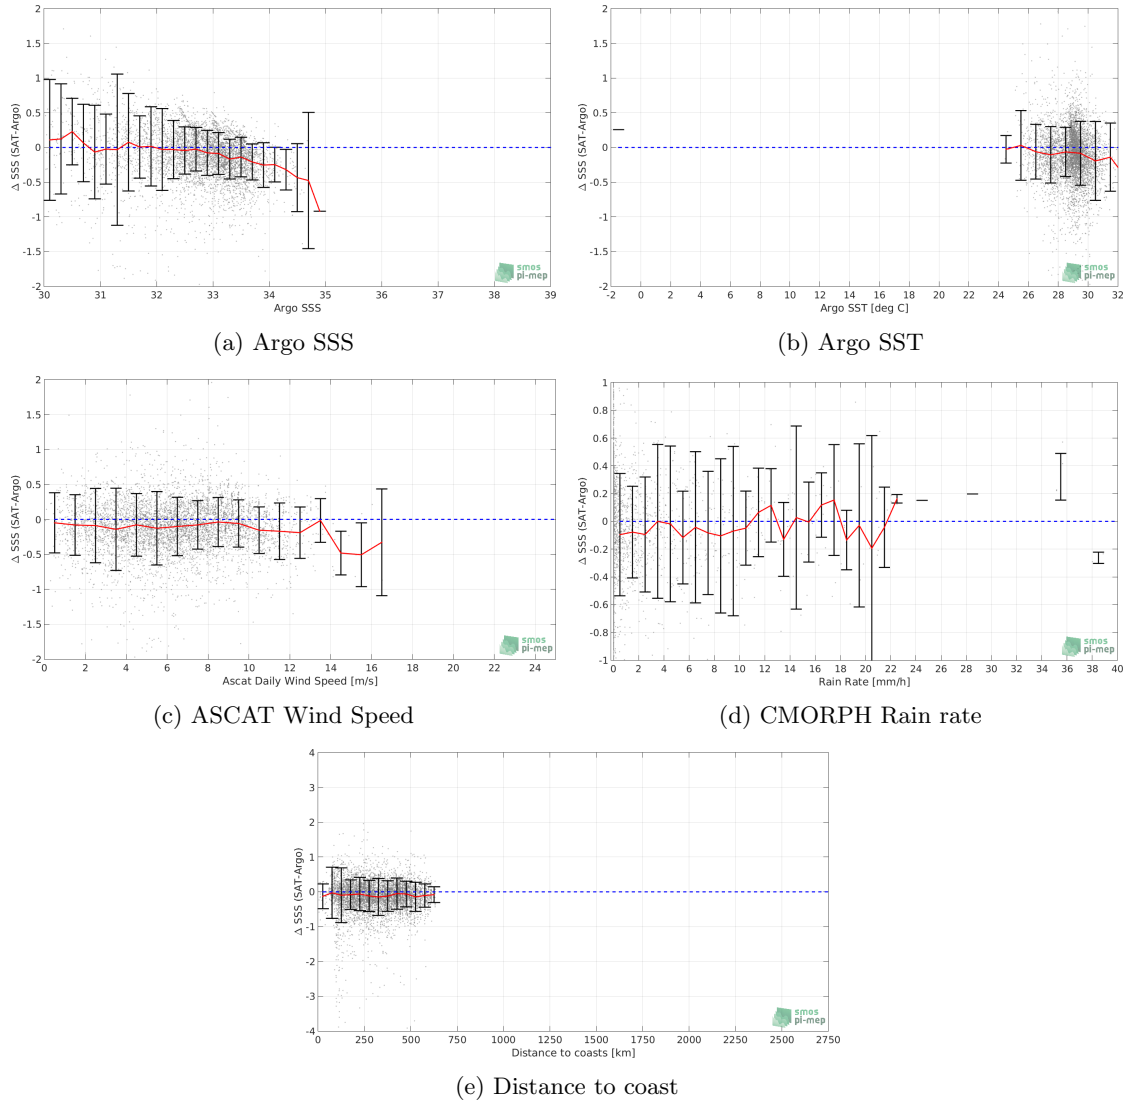 2
1.5
1
0.5
0
-0.5
-1
-1.5
-2
Δ SSS (SAT-Argo)
30 31 32 33 34 35 36 37 38 39
Argo SSS
smos
pi-mep
(a) Argo SSS
2
1.5
1
0.5
0
-0.5
-1
-1.5
-2
Δ SSS (SAT-Argo)
-2 0 2 4 6 8 10 12 14 16 18 20 22 24 26 28 30 32
Argo SST [deg C]
smos
pi-mep
(b) Argo SST
2
1.5
1
0.5
0
-0.5
-1
-1.5
-2
Δ SSS (SAT-Argo)
0 2 4 6 8 10 12 14 16 18 20 22 24
Ascat Daily Wind Speed [m/s]
smos
pi-mep
(c) ASCAT Wind Speed
1
0.8
0.6
0.4
0.2
0
-0.2
-0.4
-0.6
-0.8
-1
Δ SSS (SAT-Argo)
0 2 4 6 8 10 12 14 16 18 20 22 24 26 28 30 32 34 36 38 40
Rain Rate [mm/h]
smos
pi-mep
(d) CMORPH Rain rate
4
3
2
1
0
-1
-2
-3
-4
Δ SSS (SAT-Argo)
0 250 500 750 1000 1250 1500 1750 2000 2250 2500 2750
Distance to coasts [km]
smos
pi-mep
(e) Distance to coast